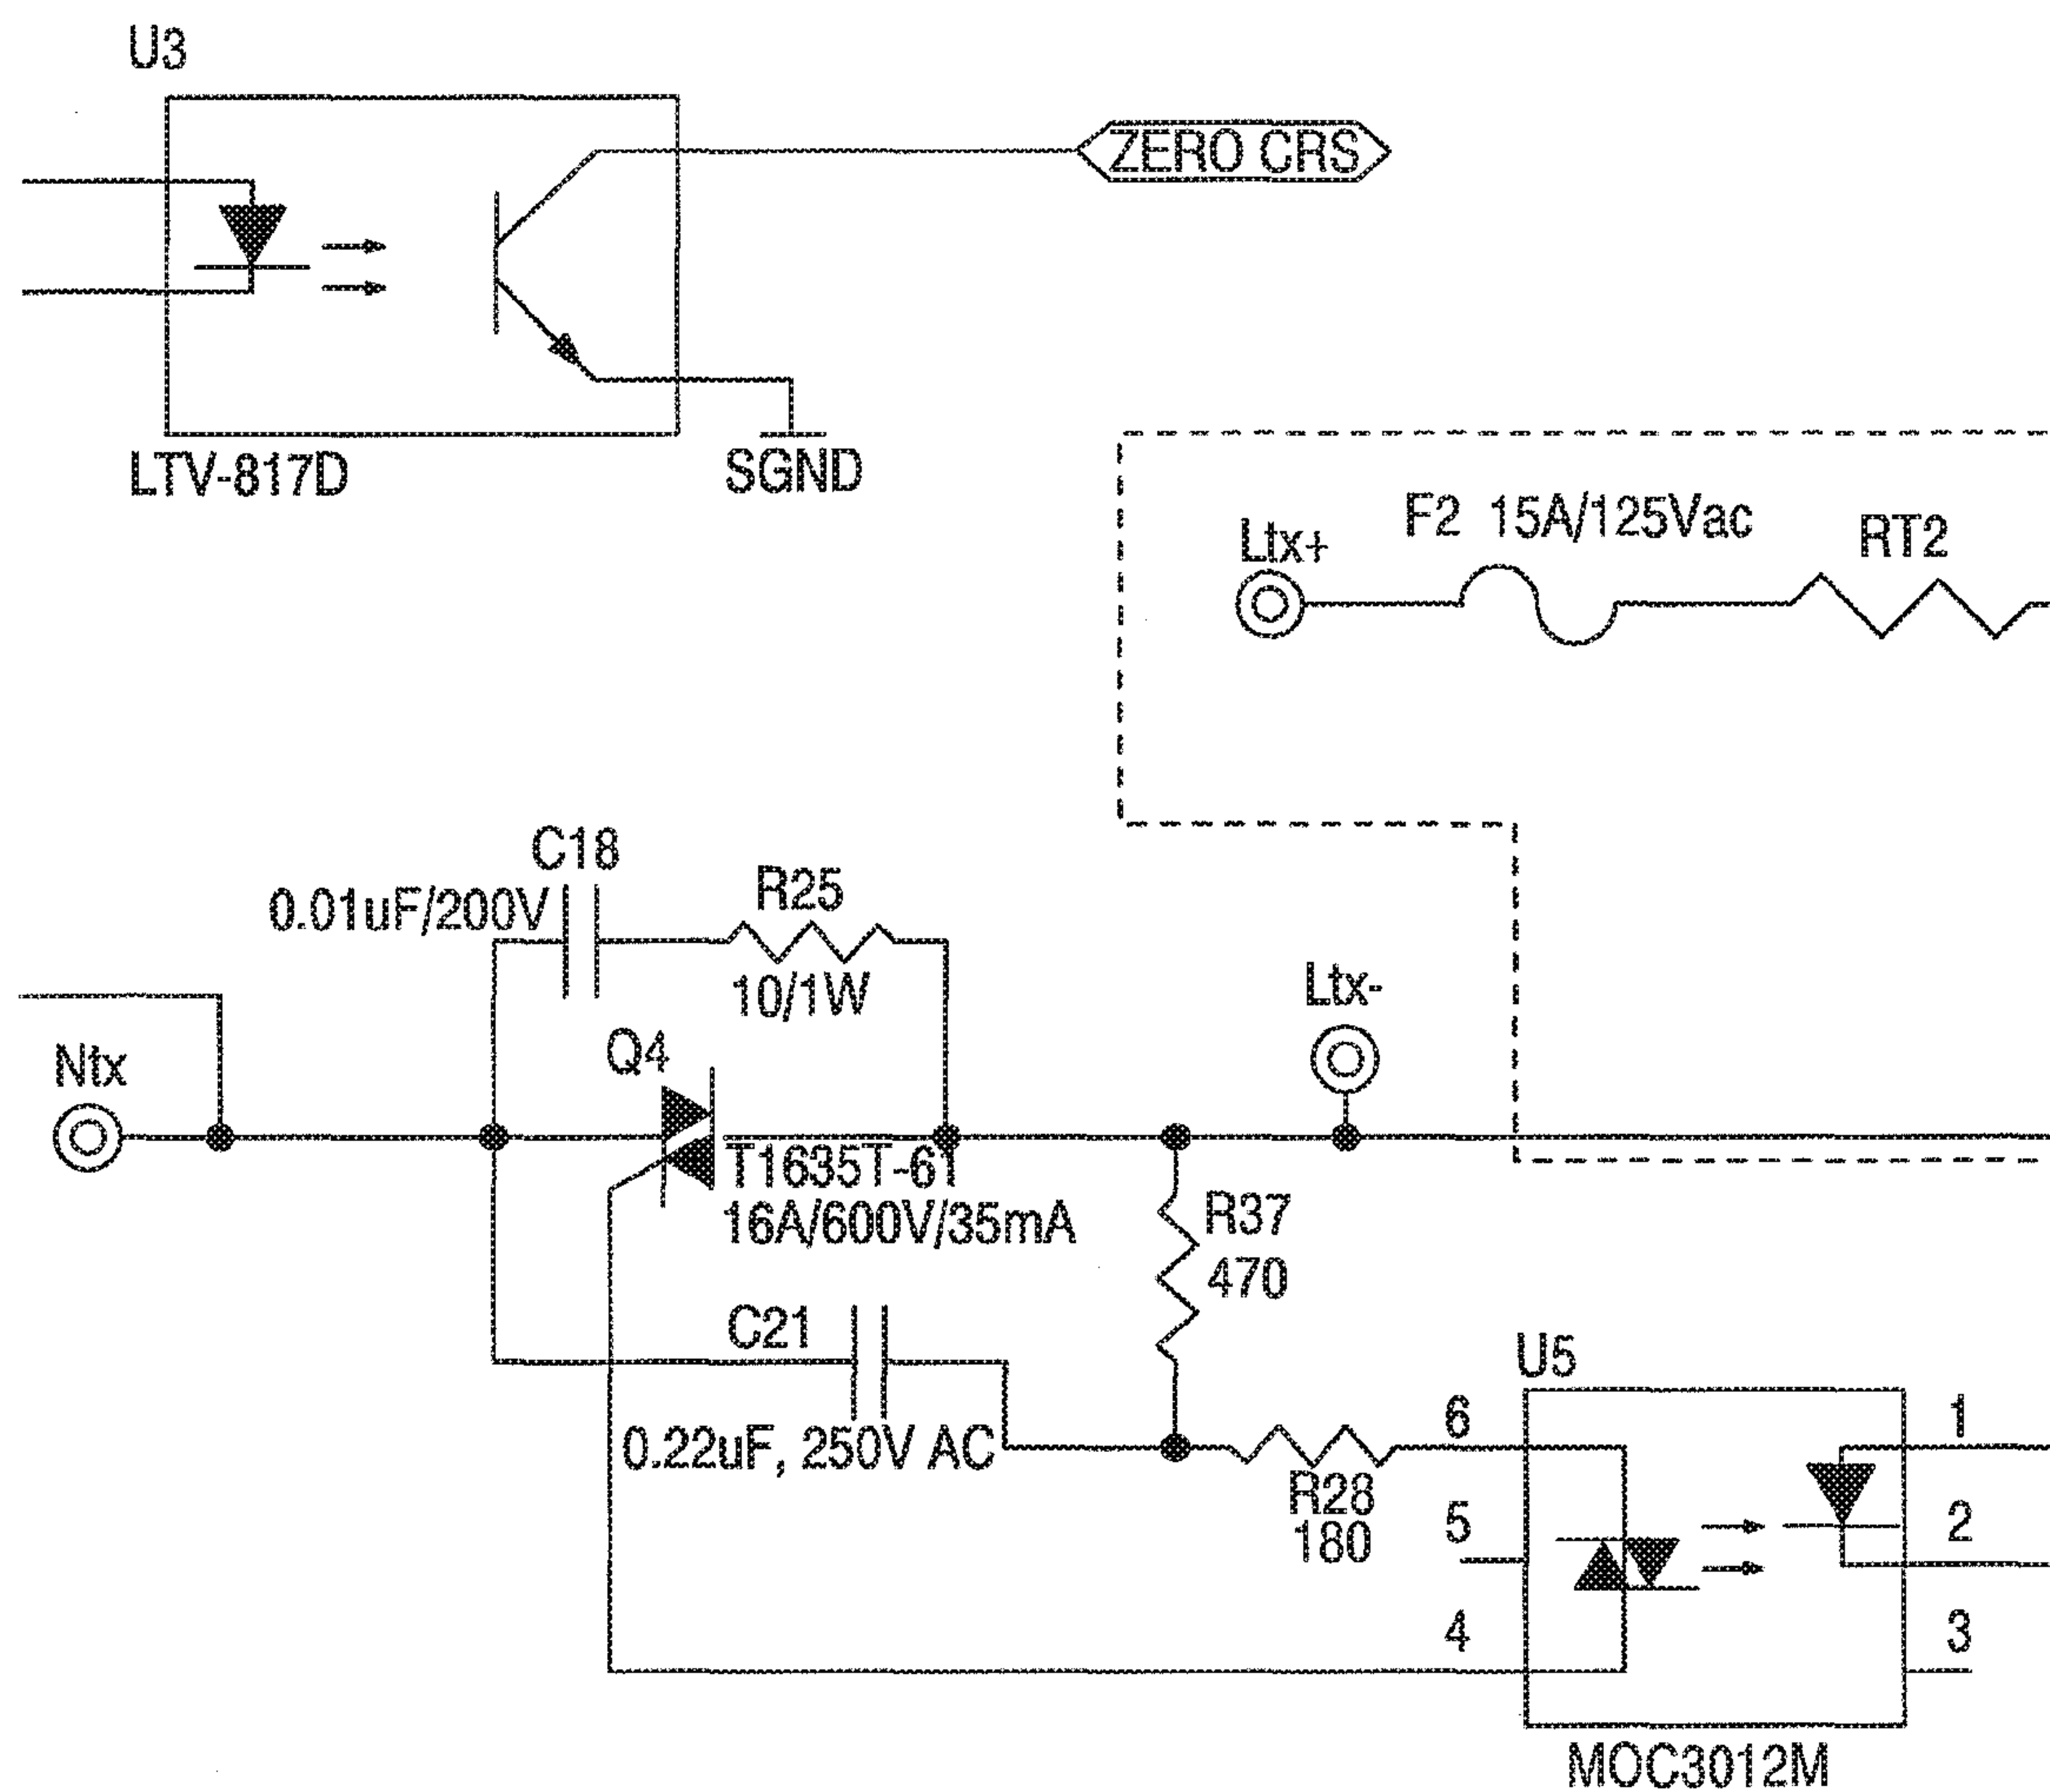 U3
ZERO CRS
LTV-817D
SGND
F2 15A/125Vac
Ltx+
RT2
C18
0.01uF/200V
R25
10/1W
Ltx-
Q4
Ntx
T1635T-6T
16A/600V/35mA
R37
470
C21
0.22uF, 250V AC
U5
6
1
R28
180
5
2
4
3
MOC3012M